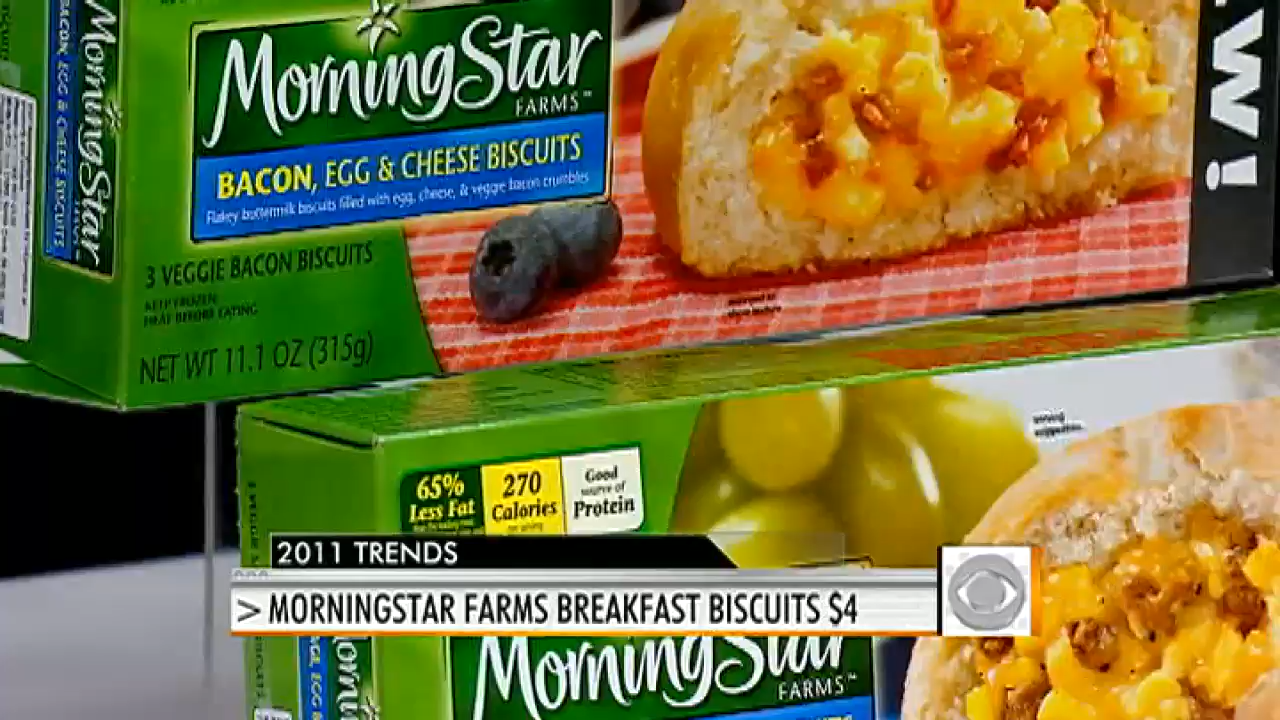 MorningStar
FARMS™
BACON, EGG & CHEESE BISCUITS
Flakey buttermilk biscuits filled with egg, cheese, & veggie bacon crumbles
3 VEGGIE BACON BISCUITS
KEEP FROZEN
HEAT BEFORE EATING
NET WT 11.1 OZ (315g)
MorningStar
BACON, EGG & CHEESE BISCUITS
W!
65%
Less Fat
270
Calories
Good
source of
Protein
2011 TRENDS
> MORNINGSTAR FARMS BREAKFAST BISCUITS $4
MorningStar
FARMS™